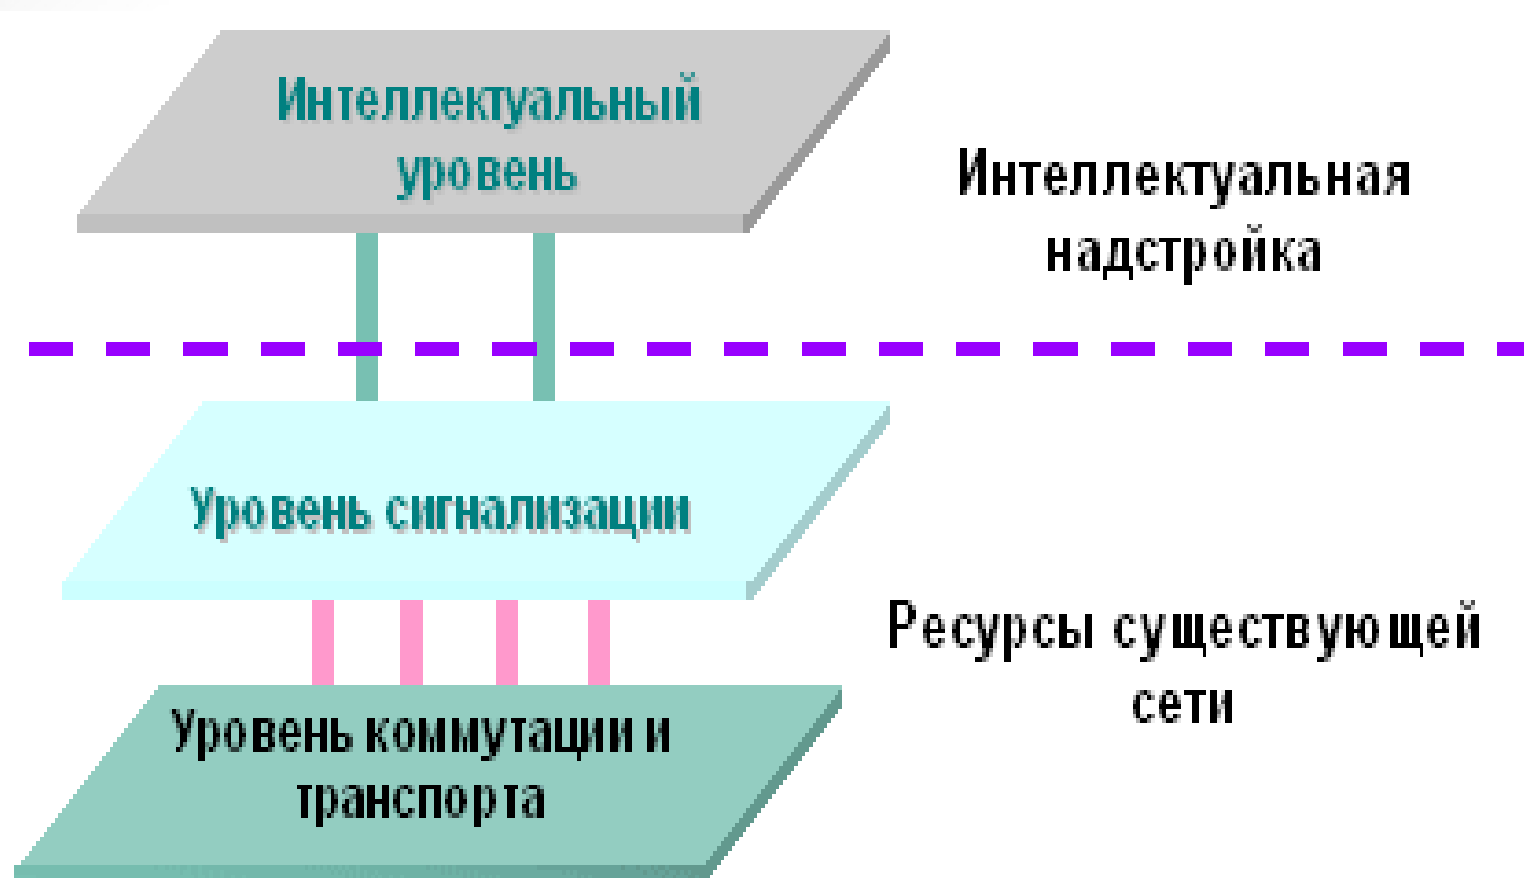 Интеллектуальный
уровень
Интеллектуальная
надстройка
Уровень сигнализации
Ресурсы существующей
сети
Уровень коммутации и
транспорта